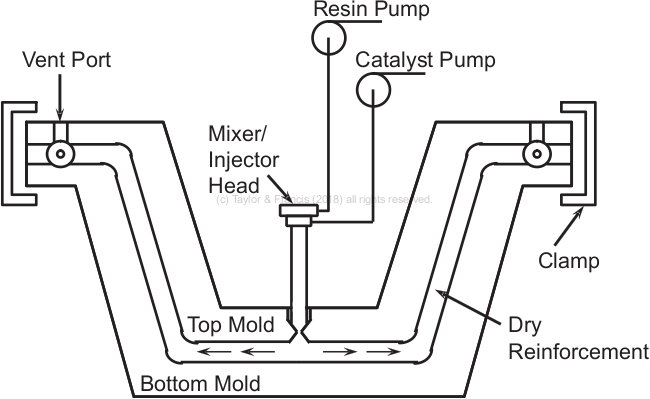 Resin Pump
Vent Port
Catalyst Pump
Mixer/
Injector
Head
(c) Taylor & Francis (2018) all rights reserved.
Clamp
Top Mold
Dry
Reinforcement
Bottom Mold